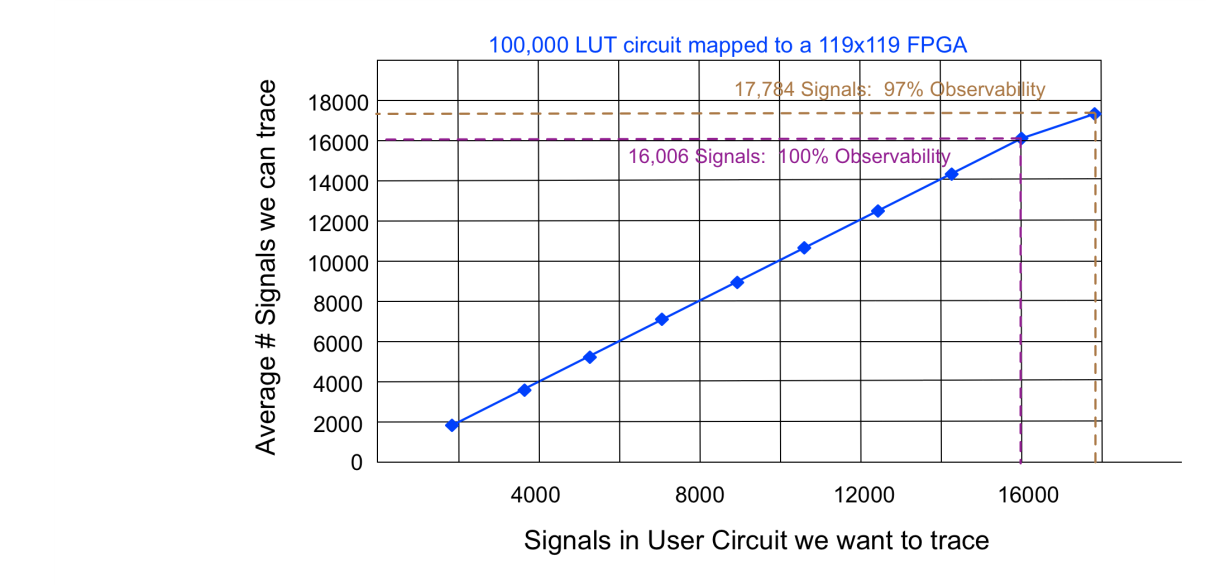 100,000 LUT circuit mapped to a 119x119 FPGA
17,784 Signals: 97% Observability
16,006 Signals: 100% Observability
Average # Signals we can trace
18000
16000
14000
12000
10000
8000
6000
4000
2000
0
4000 8000 12000 16000
Signals in User Circuit we want to trace